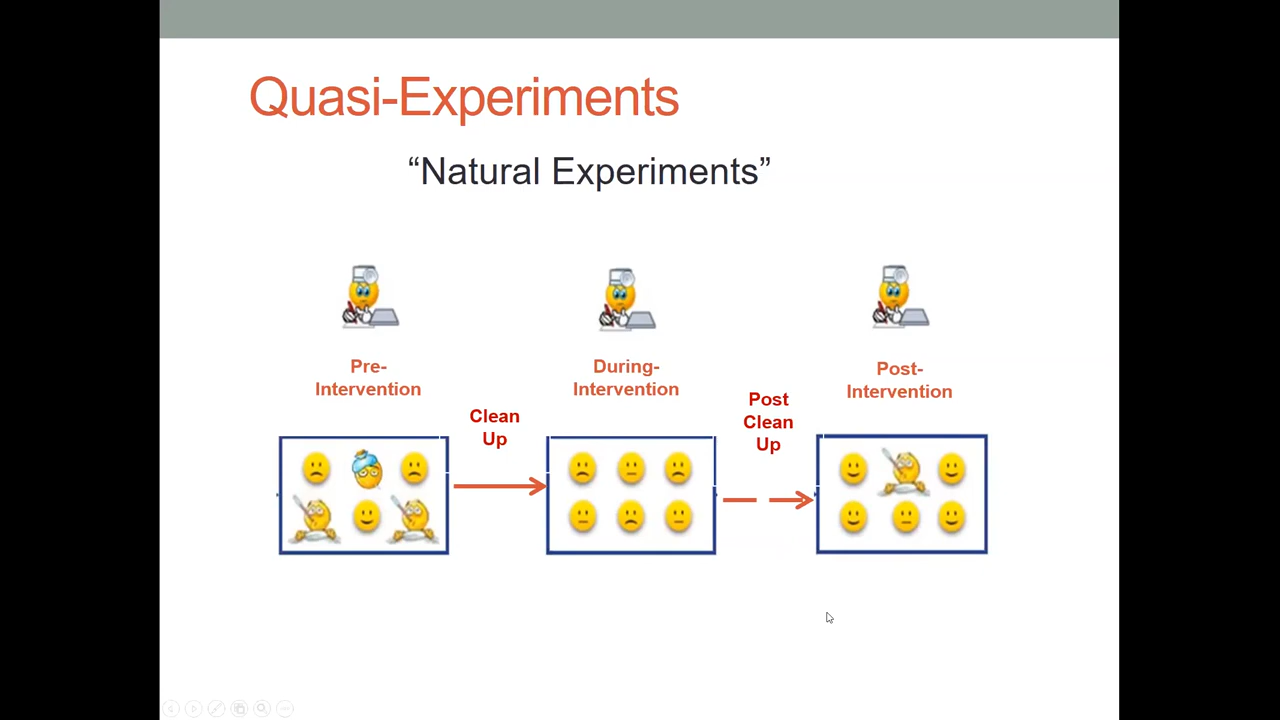 Quasi-Experiments
“Natural Experiments”
Pre-
Intervention
During-
Intervention
Post-
Intervention
Clean
Up
Post
Clean
Up